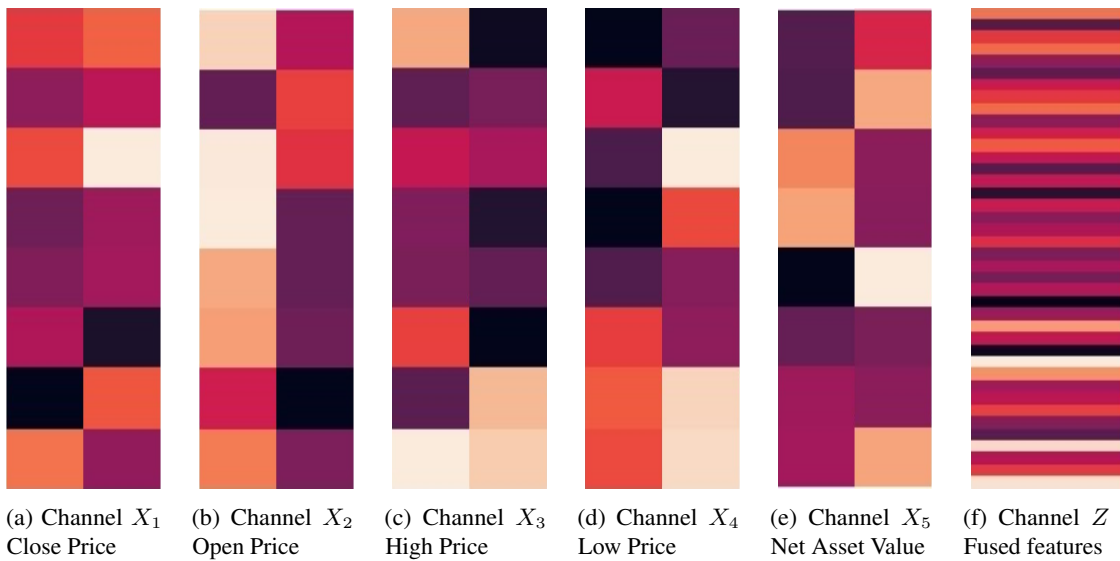 (a) Channel X₁
Close Price
(b) Channel X₂
Open Price
(c) Channel X₃
High Price
(d) Channel X₄
Low Price
(e) Channel X₅
Net Asset Value
(f) Channel Z
Fused features